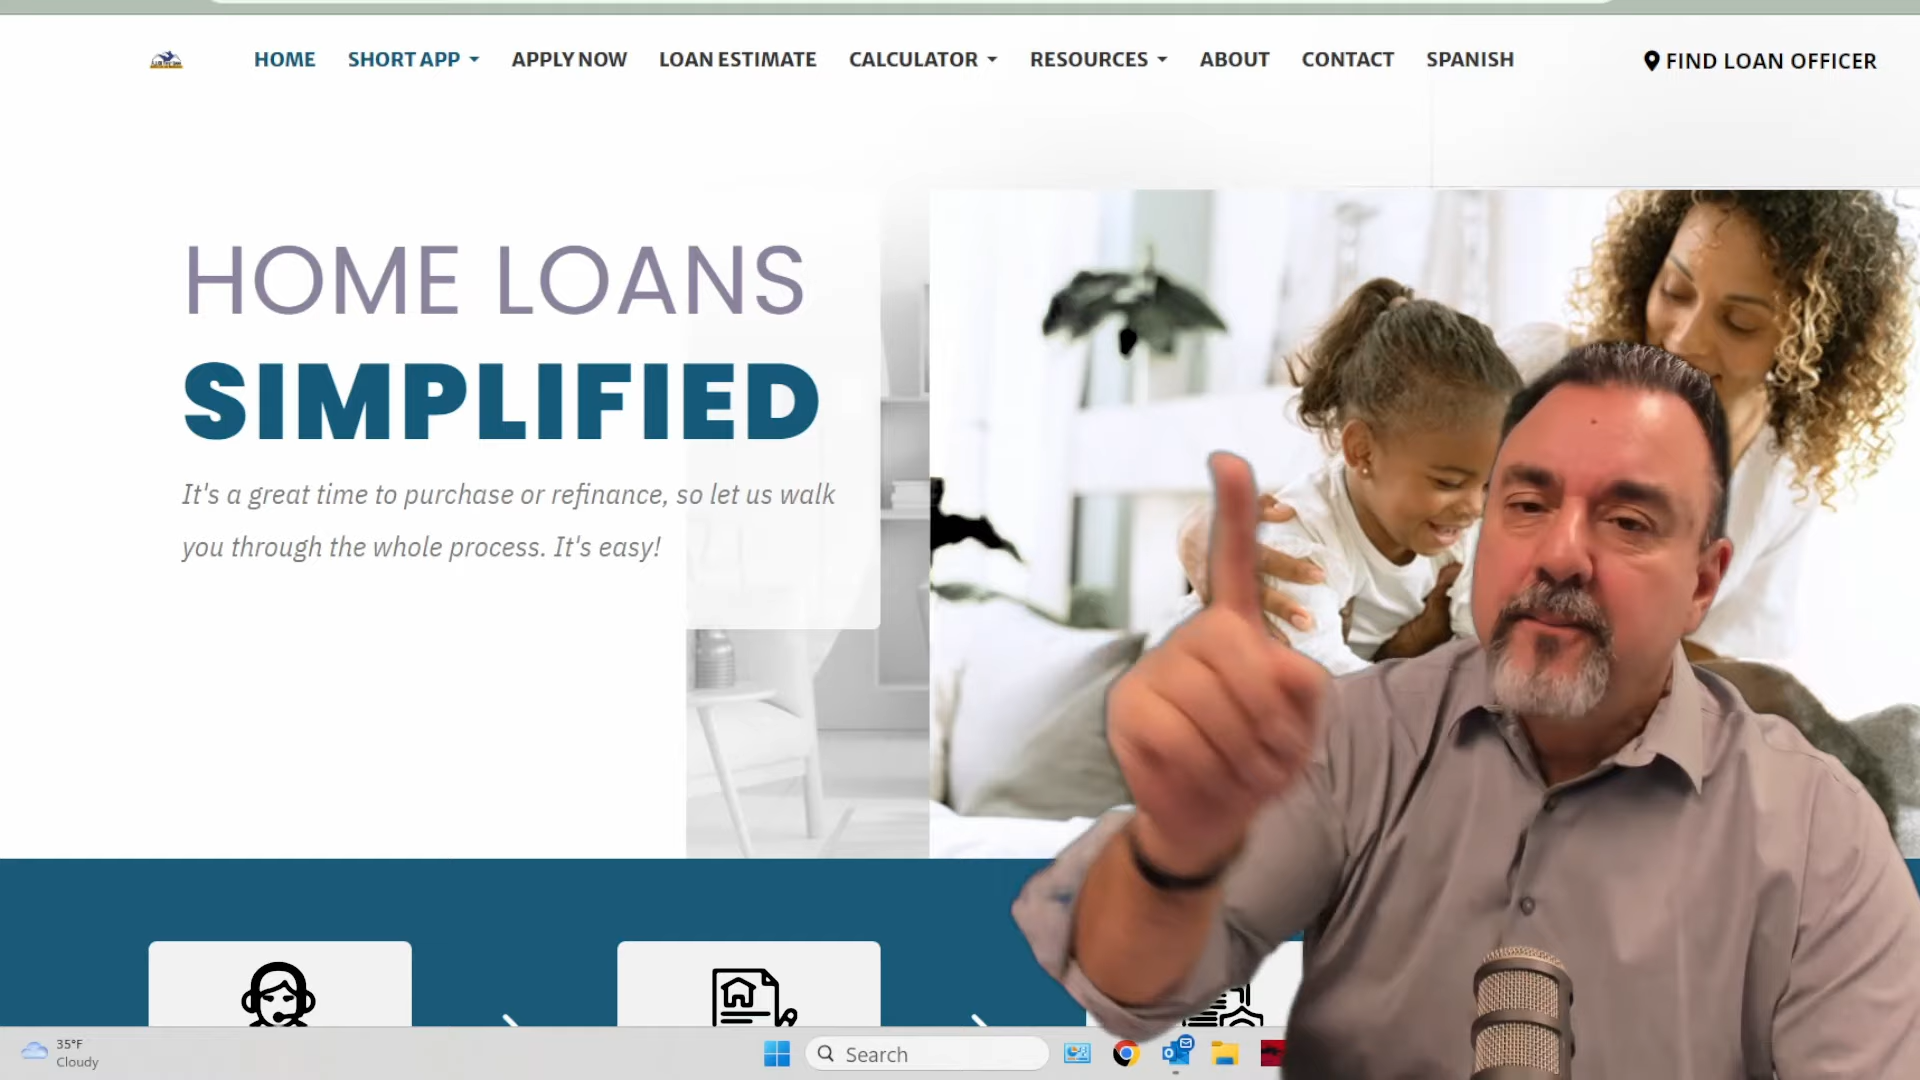 HOME SHORT APP APPLY NOW LOAN ESTIMATE CALCULATOR RESOURCES ABOUT CONTACT SPANISH FIND LOAN OFFICER
HOME LOANS
SIMPLIFIED
It's a great time to purchase or refinance, so let us walk
you through the whole process. It's easy!
35°F
Cloudy
Search